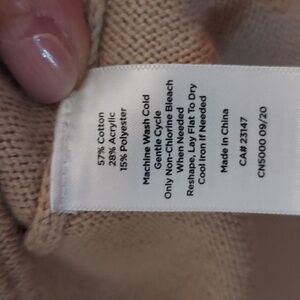 57% Cotton
28% Acrylic
15% Polyester
Machine Wash Cold
Gentle Cycle
Only Non-Chlorine Bleach
When Needed
Reshape, Lay Flat To Dry
Cool Iron If Needed
Made In China
CA# 23147
CN5000 09/20